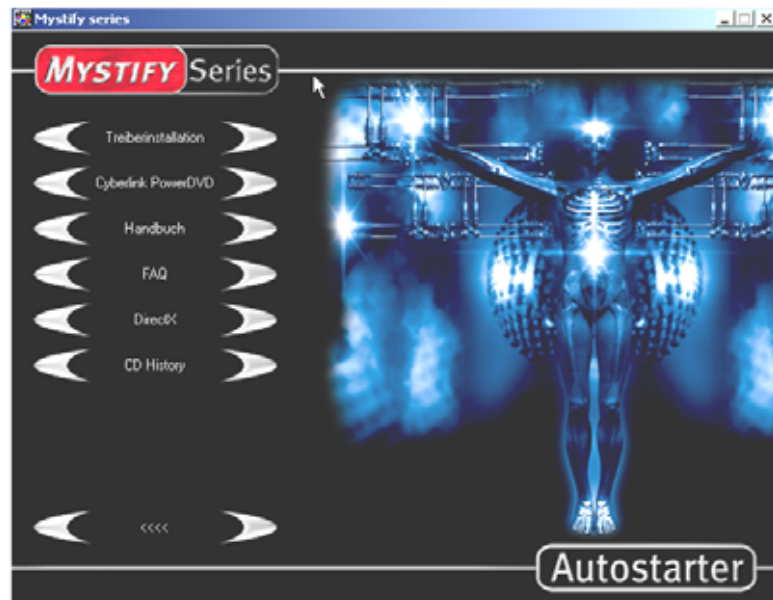 Mystify series
MYSTIFY Series
Treiberinstallation
Cyberlink PowerDVD
Handbuch
FAQ
DirectX
CD History
<<<<
Autostarter